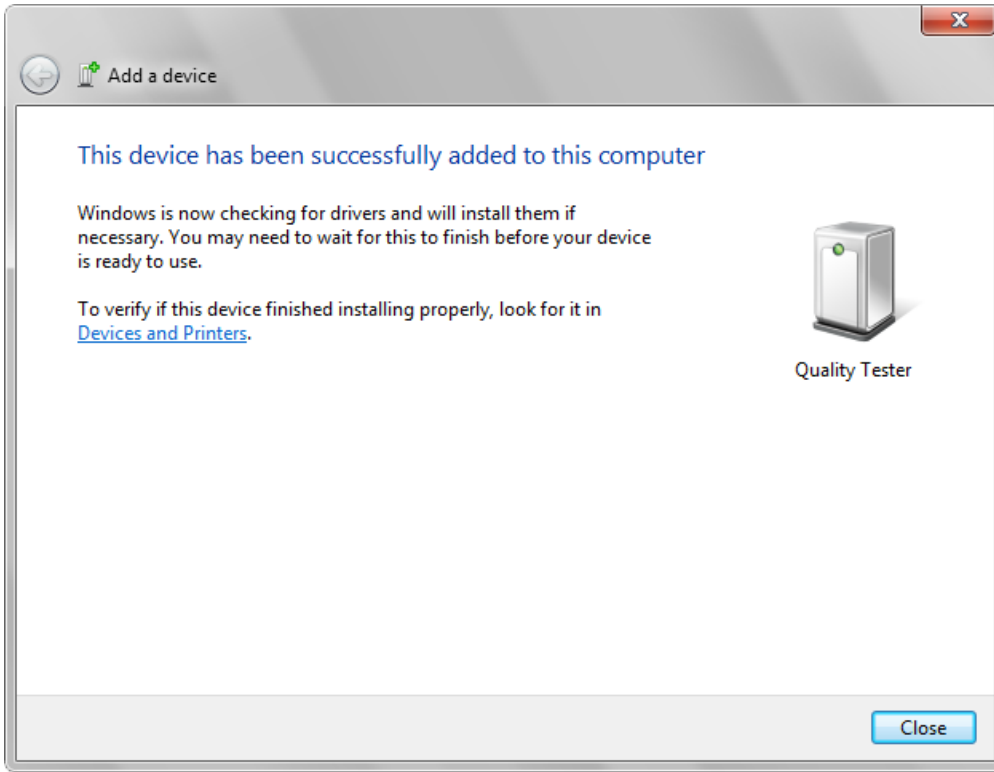 Add a device
This device has been successfully added to this computer
Windows is now checking for drivers and will install them if
necessary. You may need to wait for this to finish before your device
is ready to use.
To verify if this device finished installing properly, look for it in
Devices and Printers.
Quality Tester
Close